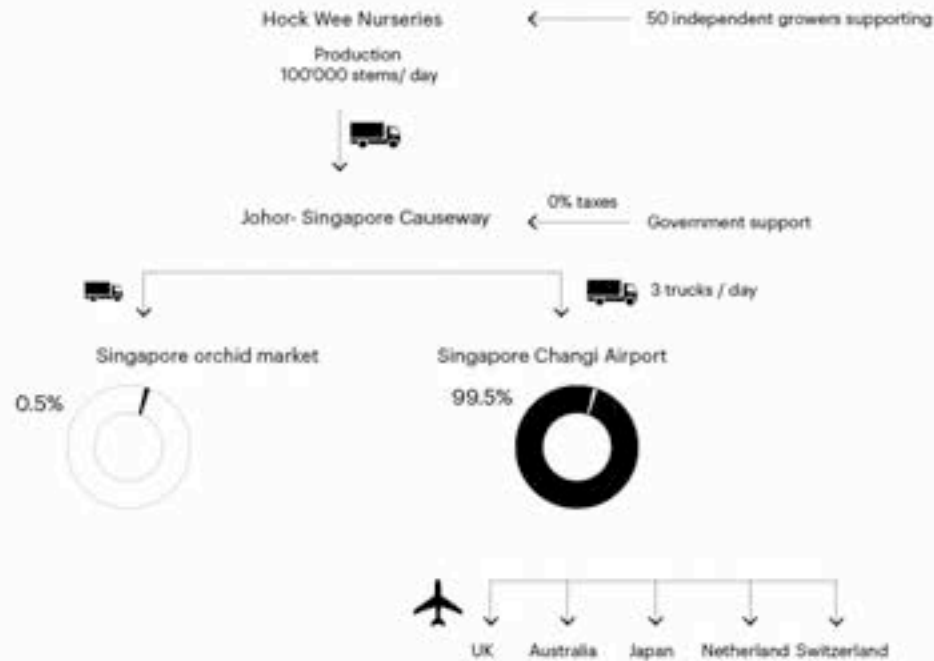 Hock Wee Nurseries
50 independent growers supporting
Production
100'000 stems/ day
Johor- Singapore Causeway
0% taxes
Government support
3 trucks / day
Singapore orchid market
Singapore Changi Airport
0.5%
99.5%
UK
Australia
Japan
Netherland
Switzerland